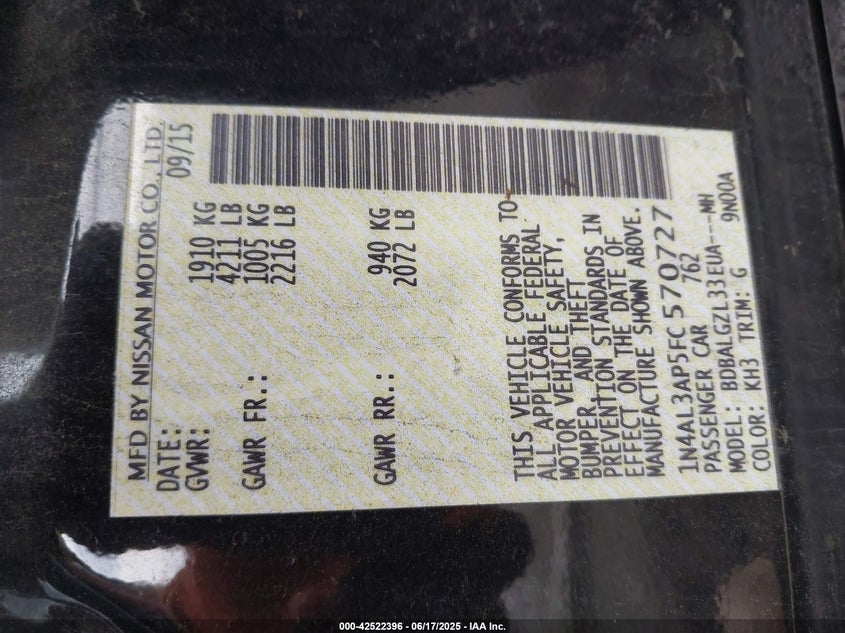 MFD BY NISSAN MOTOR CO., LTD.
DATE: 09/15
GVWR: 1910 KG
4211 LB
GAWR FR.: 1005 KG
2216 LB
GAWR RR.: 940 KG
2072 LB
THIS VEHICLE CONFORMS TO
ALL APPLICABLE FEDERAL
MOTOR VEHICLE SAFETY,
BUMPER, AND THEFT
PREVENTION STANDARDS IN
EFFECT ON THE DATE OF
MANUFACTURE SHOWN ABOVE.
1N4AL3AP5FC570727
PASSENGER CAR 762
MODEL: BDBALGZL33EUA---MH
COLOR: KH3 TRIM: G 9N00A
000-42522396 - 06/17/2025 - IAA Inc.